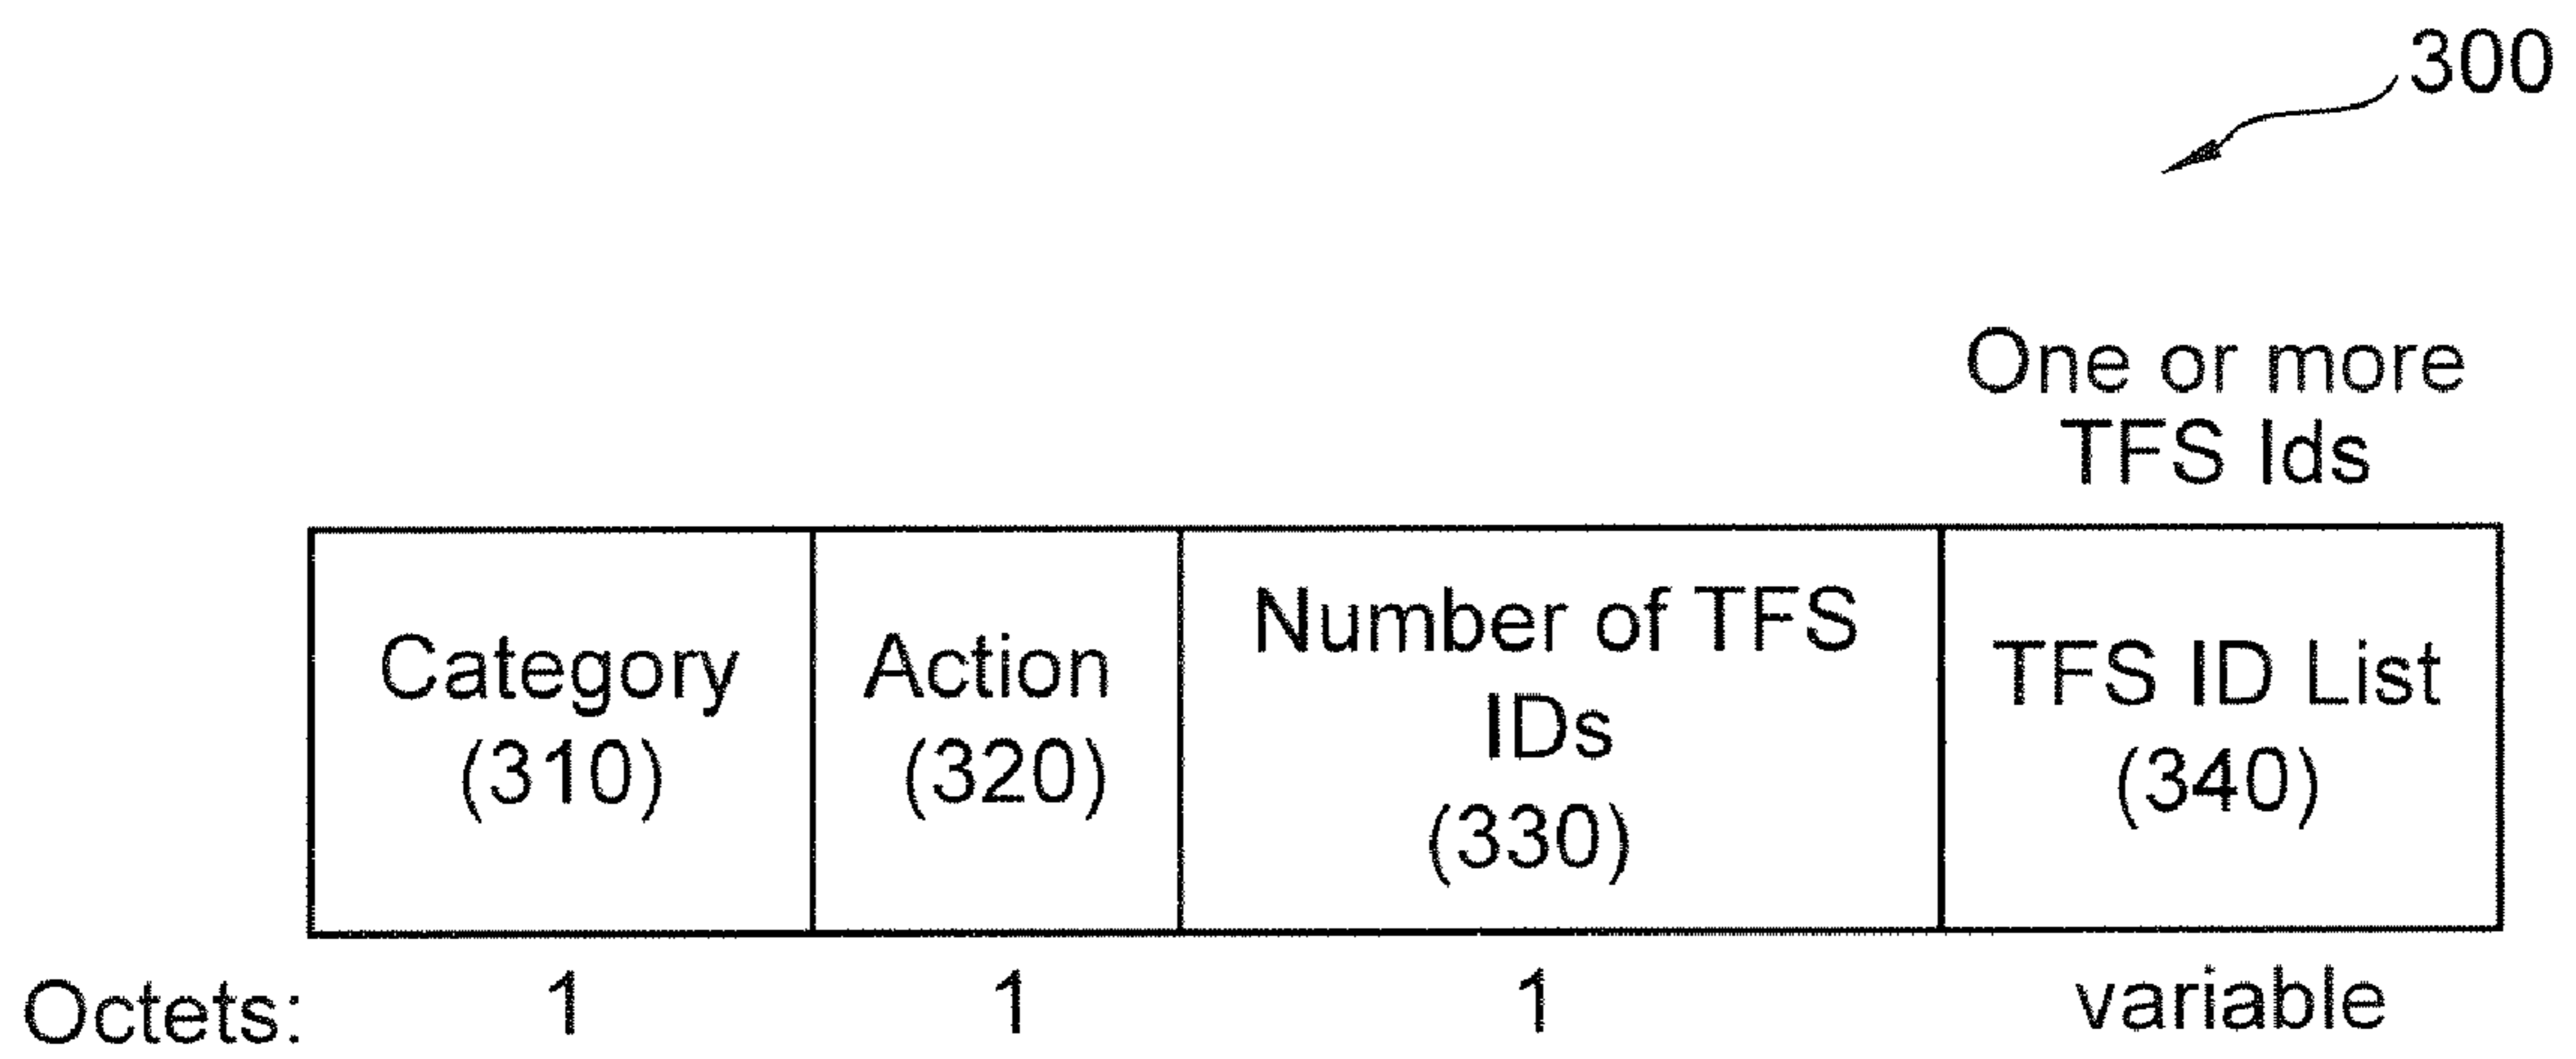 300
One or more
TFS Ids
Category
(310)
Action
(320)
Number of TFS
IDs
(330)
TFS ID List
(340)
Octets: 1 1 1 variable